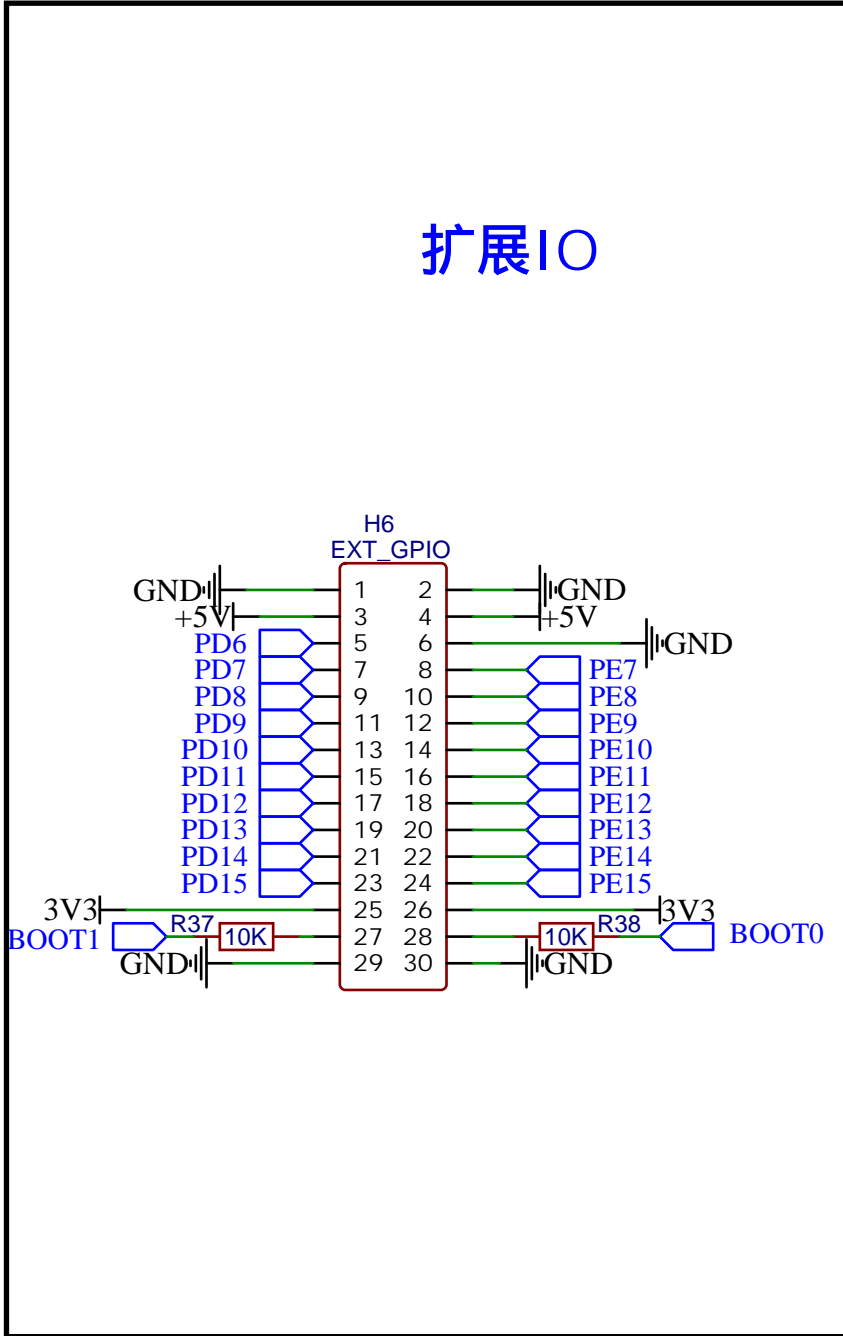 扩展IO
H6
EXT_GPIO
GND 1 2 GND
+5V 3 4 +5V
PD6 5 6 GND
PD7 7 8 PE7
PD8 9 10 PE8
PD9 11 12 PE9
PD10 13 14 PE10
PD11 15 16 PE11
PD12 17 18 PE12
PD13 19 20 PE13
PD14 21 22 PE14
PD15 23 24 PE15
3V3 25 26 3V3
BOOT1 R37 10K 27 28 10K R38 BOOT0
GND 29 30 GND